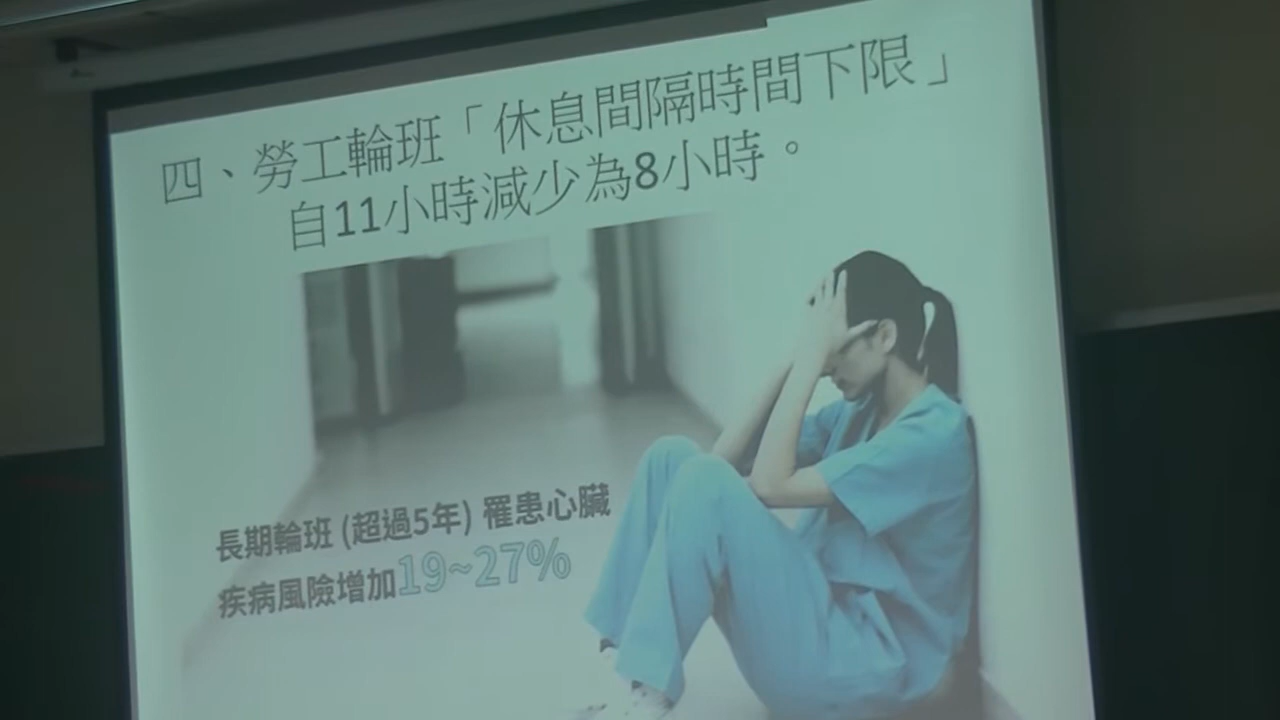 四、勞工輪班「休息間隔時間下限」
自11小時減少為8小時。
長期輪班 (超過5年) 罹患心臟
疾病風險增加19~27%